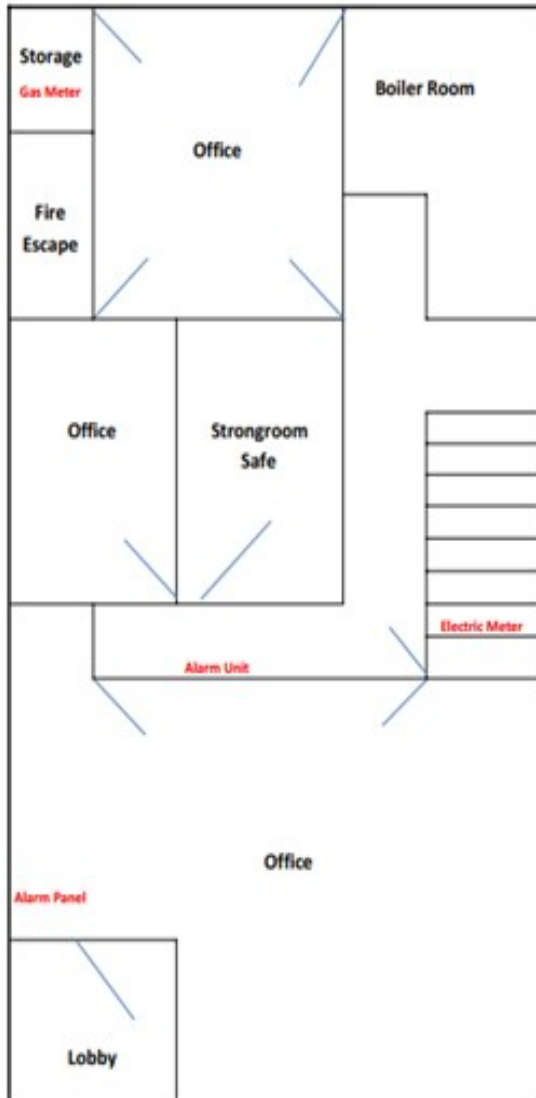 Storage
Gas Meter
Boiler Room
Office
Fire
Escape
Office
Strongroom
Safe
Electric Meter
Alarm Unit
Office
Alarm Panel
Lobby